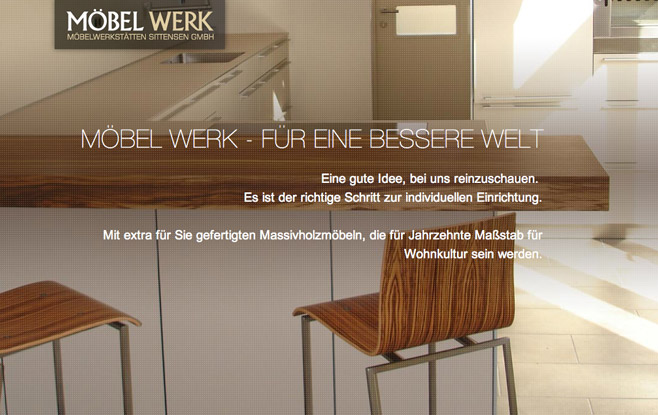 MÖBEL WERK
MÖBELWERKSTÄTTEN SITTENSEN GMBH
MÖBEL WERK - FÜR EINE BESSERE WELT
Eine gute Idee, bei uns reinzuschauen.
Es ist der richtige Schritt zur individuellen Einrichtung.
Mit extra für Sie gefertigten Massivholzmöbeln, die für Jahrzehnte Maßstab für
Wohnkultur sein werden.